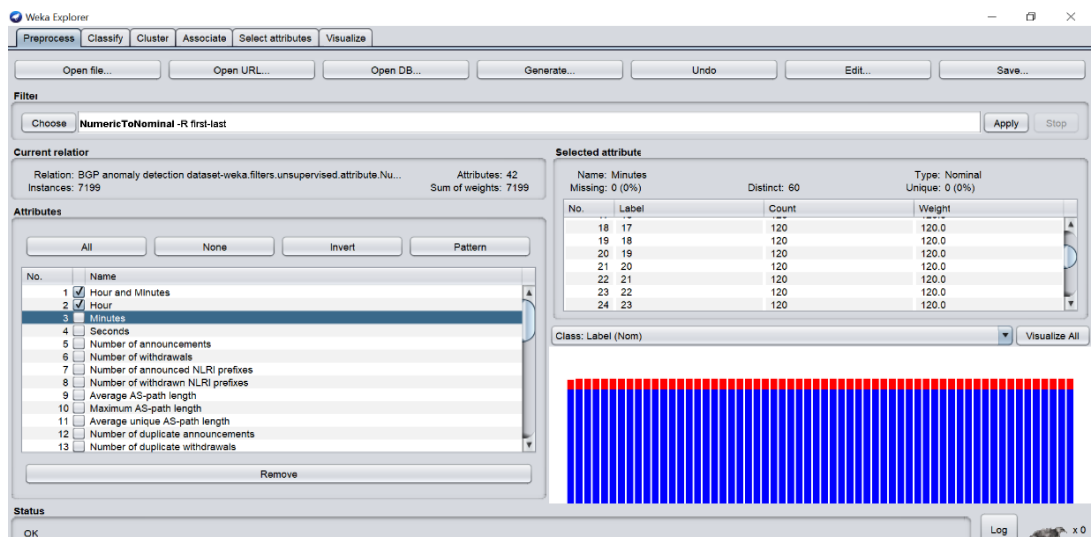 Weka Explorer
Preprocess Classify Cluster Associate Select attributes Visualize
Open file... Open URL... Open DB... Generate... Undo Edit... Save...
Filter
Choose NumericToNominal -R first-last Apply Stop
Current relation
Relation: BGP anomaly detection dataset-weka.filters.unsupervised.attribute.Nu... Attributes: 42
Instances: 7199 Sum of weights: 7199
Attributes
All None Invert Pattern
No. Name
1 Hour and Minutes
2 Hour
3 Minutes
4 Seconds
5 Number of announcements
6 Number of withdrawals
7 Number of announced NLRI prefixes
8 Number of withdrawn NLRI prefixes
9 Average AS-path length
10 Maximum AS-path length
11 Average unique AS-path length
12 Number of duplicate announcements
13 Number of duplicate withdrawals
Remove
Selected attribute
Name: Minutes Type: Nominal
Missing: 0 (0%) Distinct: 60 Unique: 0 (0%)
No. Label Count Weight
18 17 120 120.0
19 18 120 120.0
20 19 120 120.0
21 20 120 120.0
22 21 120 120.0
23 22 120 120.0
24 23 120 120.0
Class: Label (Nom) Visualize All
Status
OK Log x 0